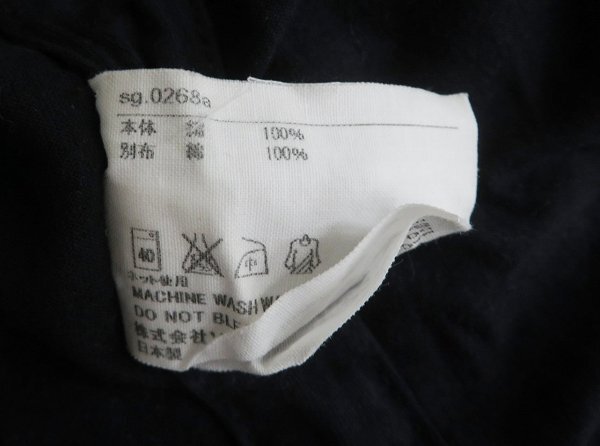 sg.0268a
本体 綿 100%
別布 綿 100%
40 中
ネット使用
MACHINE WASH
DO NOT
株式会社
日本製